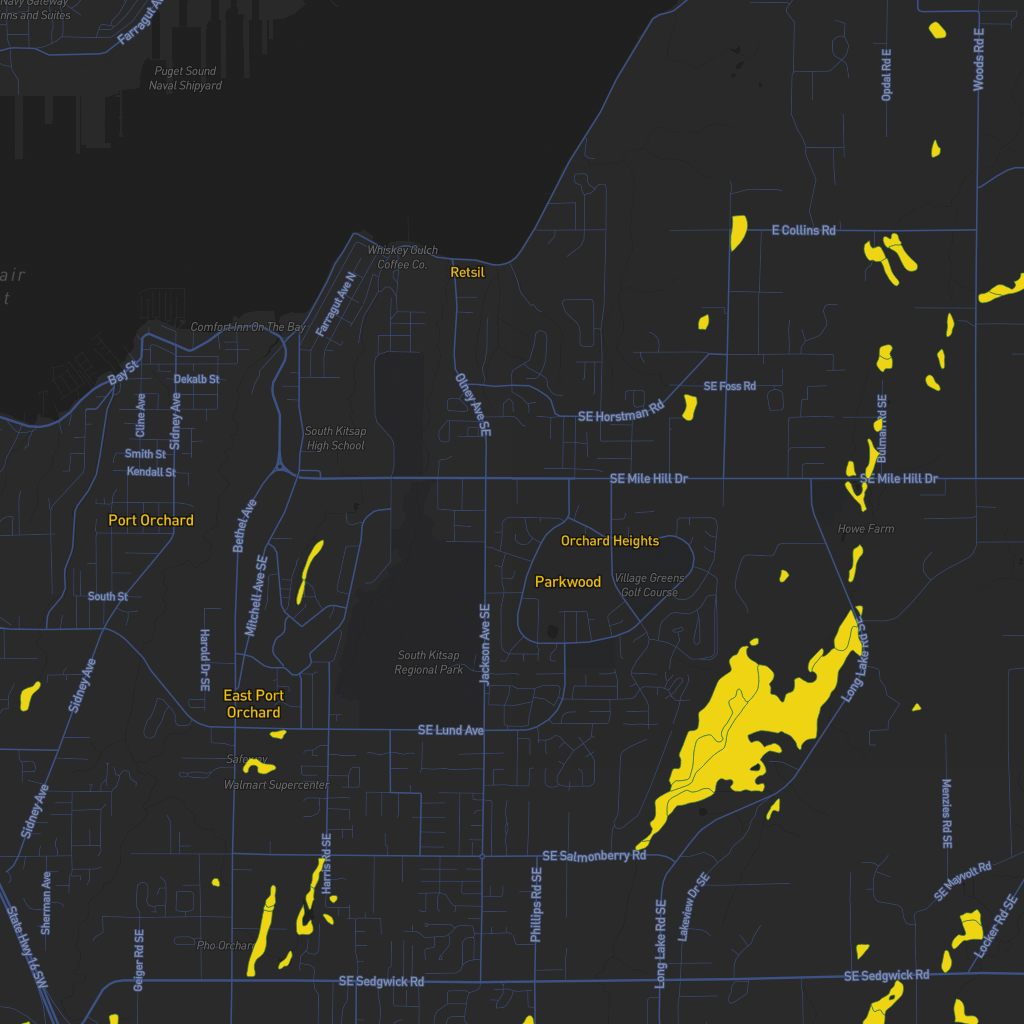 Navy Gateway
Inns and Suites
Farragut Av
Puget Sound
Naval Shipyard
Opdal Rd E
Woods Rd E
E Collins Rd
Whiskey Gulch
Coffee Co.
Retsil
air
t
Farragut Ave N
Comfort Inn On The Bay
Bay St
Dekalb St
Cline Ave
Sidney Ave
Olney Ave SE
SE Foss Rd
SE Horstman Rd
South Kitsap
High School
Bulman Rd SE
Smith St
Kendall St
SE Mile Hill Dr
SE Mile Hill Dr
Port Orchard
Bethel Ave
Howe Farm
Orchard Heights
Parkwood
Village Greens
Golf Course
Mitchell Ave SE
South St
Jackson Ave SE
Harold Dr SE
South Kitsap
Regional Park
Long Lake Rd SE
Sidney Ave
East Port
Orchard
SE Lund Ave
Safeway
Walmart Supercenter
Sidney Ave
Menzies Rd SE
SE Salmonberry Rd
Harris Rd SE
SE Mayvolt Rd
Sherman Ave
Phillips Rd SE
Lakeview Dr SE
Long Lake Rd SE
Locker Rd SE
State Hwy 16 SW
Geiger Rd SE
Pho Orchard
SE Sedgwick Rd
SE Sedgwick Rd